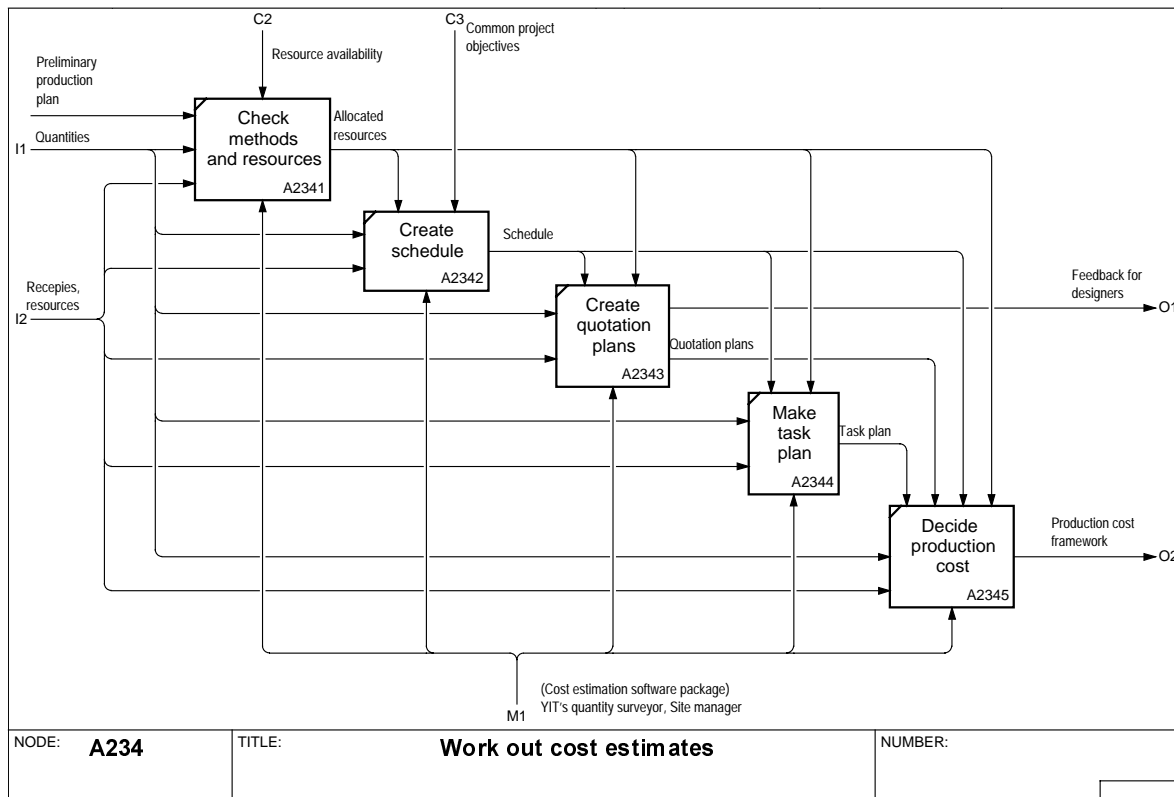 C2
C3
Common project
objectives
Resource availability
Preliminary
production
plan
Check
methods
and resources
A2341
Allocated
resources
I1
Quantities
Create
schedule
A2342
Schedule
Recepies,
resources
I2
Create
quotation
plans
A2343
Feedback for
designers
O1
Quotation plans
Make
task
plan
A2344
Task plan
Decide
production
cost
A2345
Production cost
framework
O2
(Cost estimation software package)
YIT's quantity surveyor, Site manager
M1
NODE: A234
TITLE: Work out cost estimates
NUMBER: